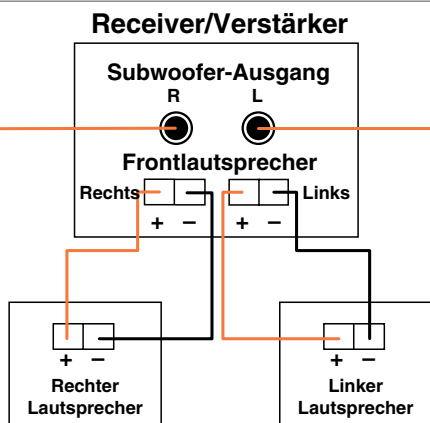 Receiver/Verstärker
Subwoofer-Ausgang
R L
Frontlautsprecher
Rechts Links
+ − + −
+ − + −
Rechter Linker
Lautsprecher Lautsprecher